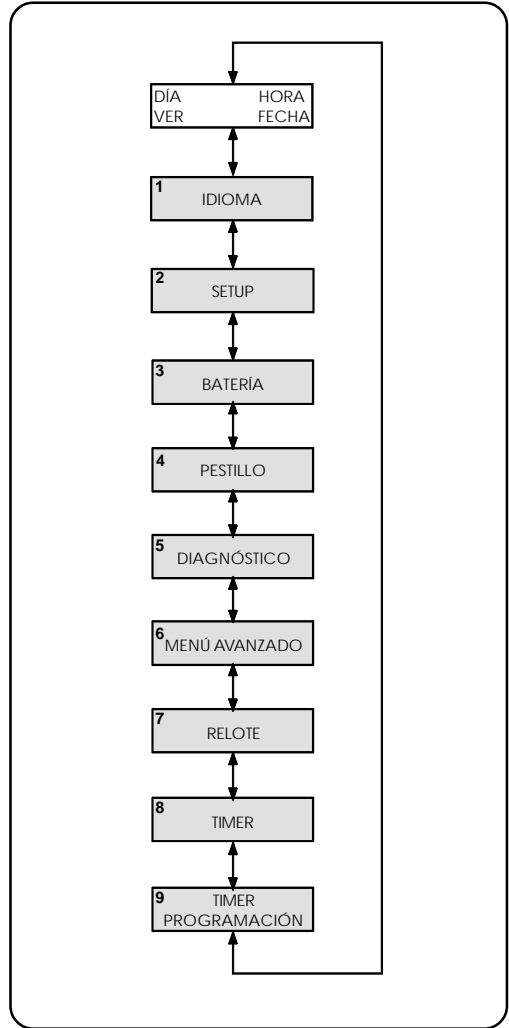 DÍA HORA
VER FECHA
1
IDIOMA
2
SETUP
3
BATERÍA
4
PESTILLO
5
DIAGNÓSTICO
6
MENÚ AVANZADO
7
RELOTE
8
TIMER
9
TIMER
PROGRAMACIÓN